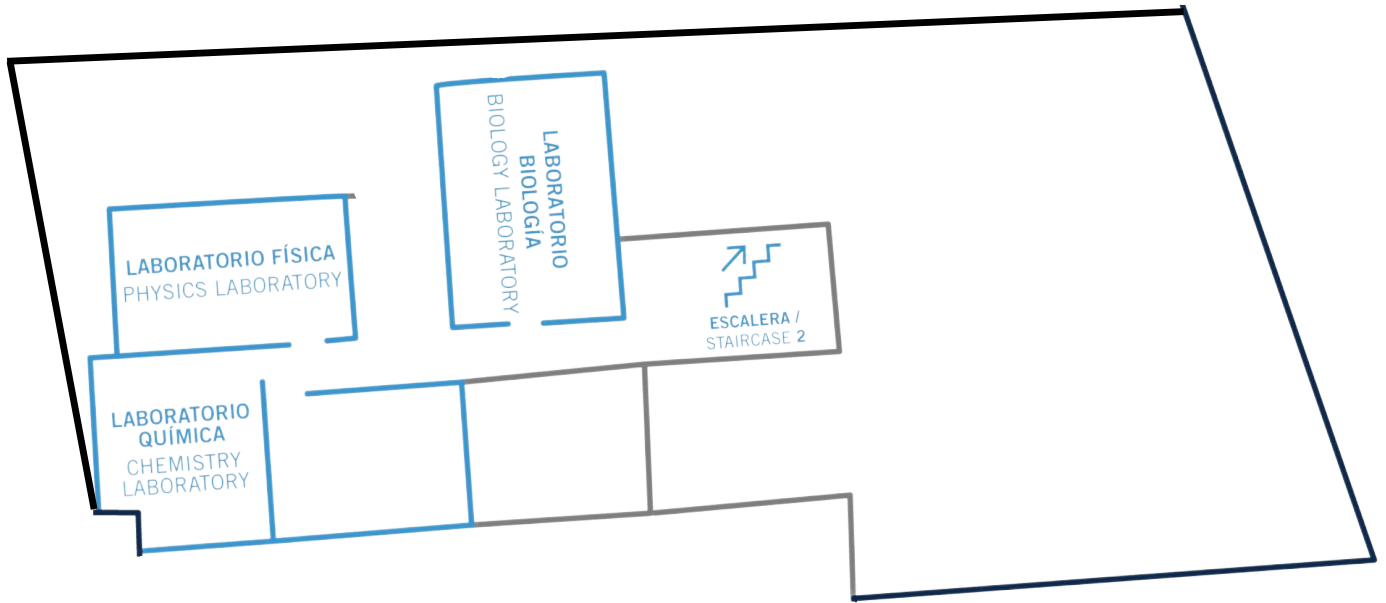 LABORATORIO
BIOLOGÍA
BIOLOGY LABORATORY
LABORATORIO FÍSICA
PHYSICS LABORATORY
ESCALERA /
STAIRCASE 2
LABORATORIO
QUÍMICA
CHEMISTRY
LABORATORY